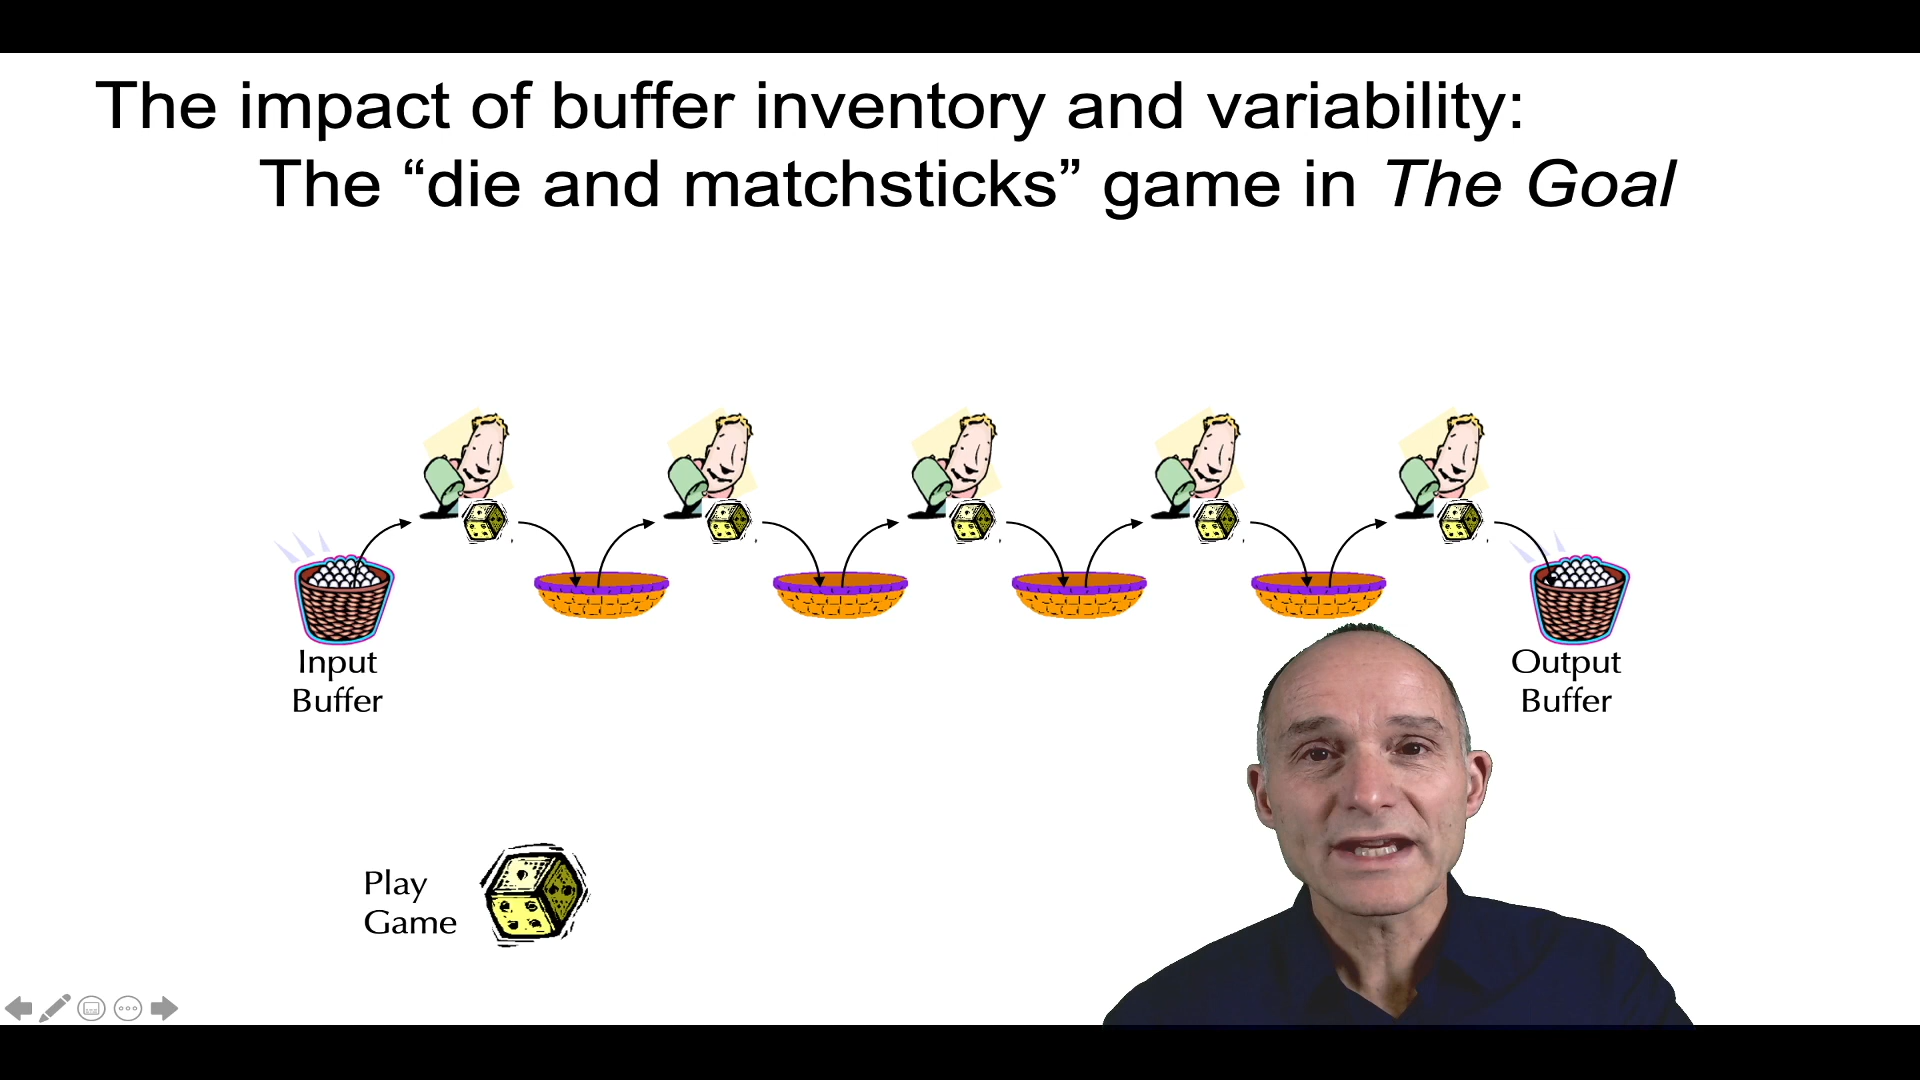 The impact of buffer inventory and variability:
The “die and matchsticks” game in The Goal
Input
Buffer
Output
Buffer
Play
Game